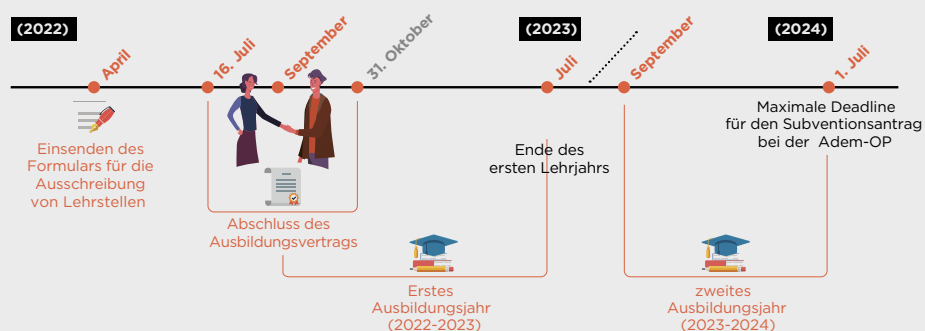 (2022)
(2023)
(2024)
April
16. Juli
September
31. Oktober
Juli
September
1. Juli
Einsenden des
Formulars für die
Ausschreibung
von Lehrstellen
Abschluss des
Ausbildungsvertrags
Ende des
ersten Lehrjahrs
Maximale Deadline
für den Subventionsantrag
bei der Adem-OP
Erstes
Ausbildungsjahr
(2022-2023)
zweites
Ausbildungsjahr
(2023-2024)